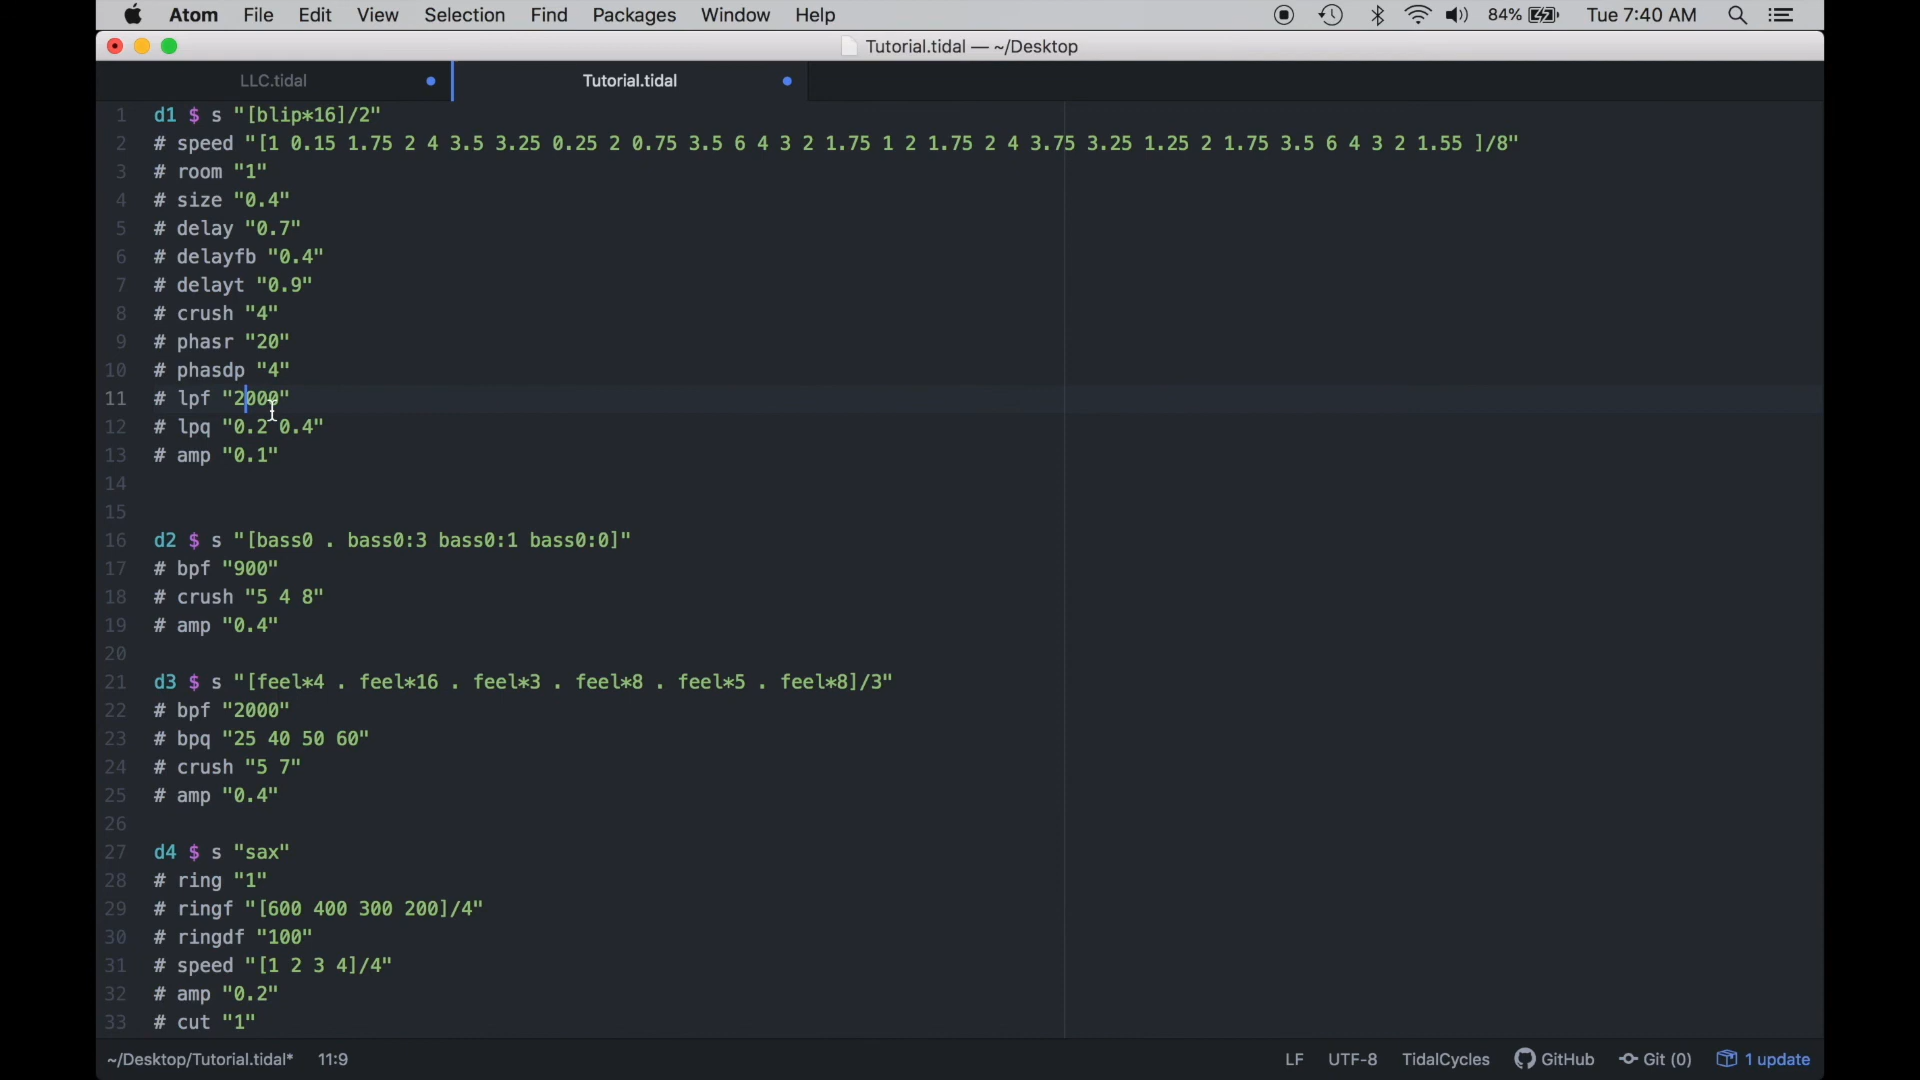 Atom File Edit View Selection Find Packages Window Help 84% Tue 7:40 AM
Tutorial.tidal — ~/Desktop
LLC.tidal Tutorial.tidal
1 d1 $ s "[blip*16]/2"
2 # speed "[1 0.15 1.75 2 4 3.5 3.25 0.25 2 0.75 3.5 6 4 3 2 1.75 1 2 1.75 2 4 3.75 3.25 1.25 2 1.75 3.5 6 4 3 2 1.55 ]/8"
3 # room "1"
4 # size "0.4"
5 # delay "0.7"
6 # delayfb "0.4"
7 # delayt "0.9"
8 # crush "4"
9 # phasr "20"
10 # phasdp "4"
11 # lpf "2000"
12 # lpq "0.2 0.4"
13 # amp "0.1"
14
15
16 d2 $ s "[bass0 . bass0:3 bass0:1 bass0:0]"
17 # bpf "900"
18 # crush "5 4 8"
19 # amp "0.4"
20
21 d3 $ s "[feel*4 . feel*16 . feel*3 . feel*8 . feel*5 . feel*8]/3"
22 # bpf "2000"
23 # bpq "25 40 50 60"
24 # crush "5 7"
25 # amp "0.4"
26
27 d4 $ s "sax"
28 # ring "1"
29 # ringf "[600 400 300 200]/4"
30 # ringdf "100"
31 # speed "[1 2 3 4]/4"
32 # amp "0.2"
33 # cut "1"
~/Desktop/Tutorial.tidal* 11:9 LF UTF-8 TidalCycles GitHub Git (0) 1 update